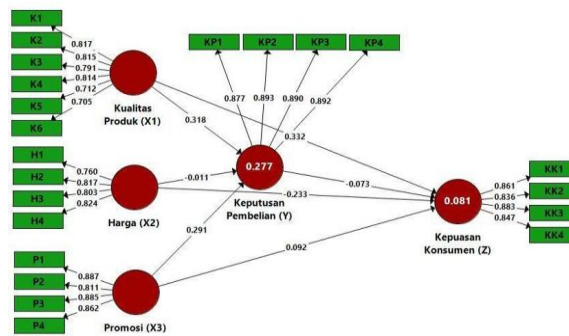 K1
K2
K3
K4
K5
K6
0.817
0.815
0.791
0.814
0.712
0.705
Kualitas
Produk (X1)
KP1
KP2
KP3
KP4
0.877
0.893
0.890
0.892
0.318
0.332
H1
H2
H3
H4
0.760
0.817
0.803
0.824
Harga (X2)
-0.011
0.277
Keputusan
Pembelian (Y)
-0.073
-0.233
0.081
Kepuasan
Konsumen (Z)
KK1
KK2
KK3
KK4
0.861
0.836
0.883
0.847
0.291
0.092
P1
P2
P3
P4
0.887
0.811
0.885
0.862
Promosi (X3)